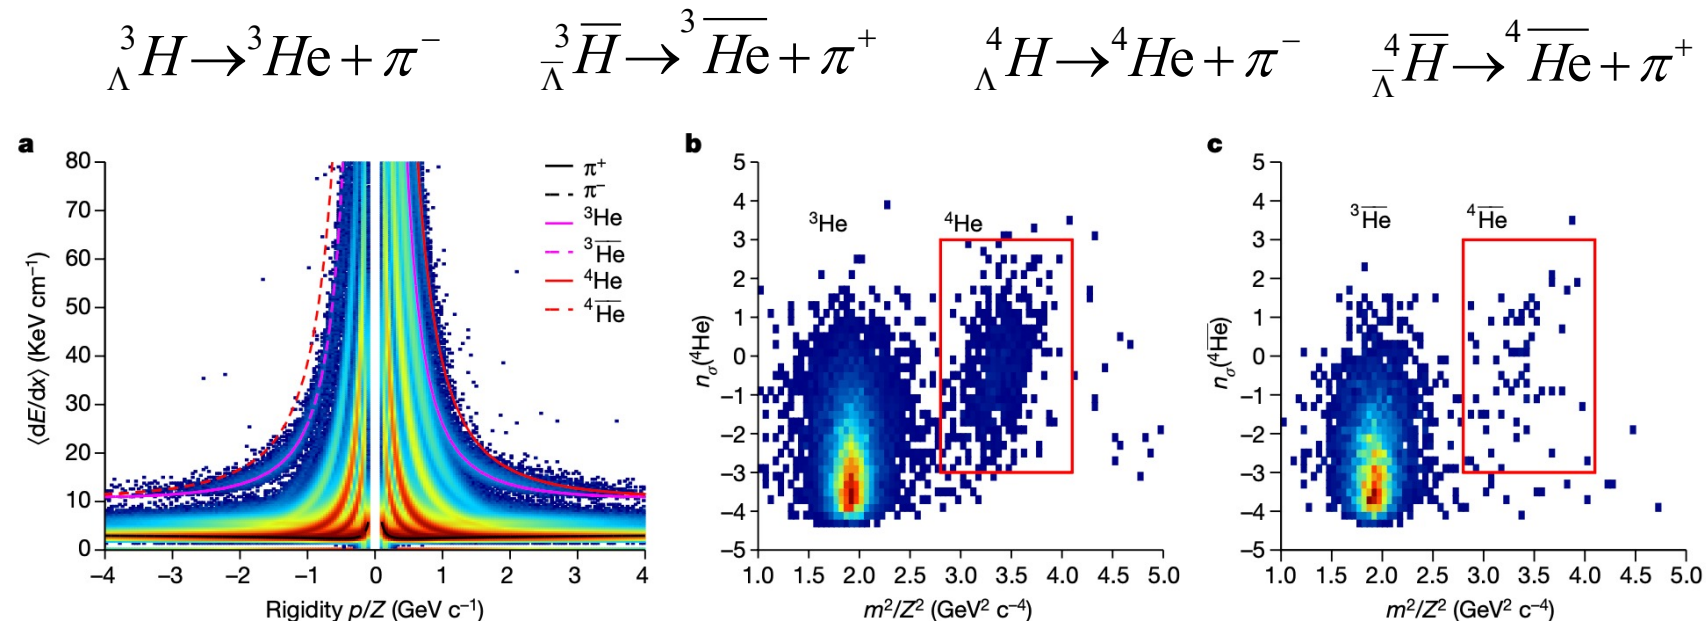 ³ΛH→³He + π⁻ ³Λ̅H̅→³H̅e̅ + π⁺ ⁴ΛH→⁴He + π⁻ ⁴Λ̅H̅→⁴H̅e̅ + π⁺
a
80
70
60
50
40
30
20
10
0
⟨dE/dx⟩ (KeV cm⁻¹)
π⁺
π⁻
³He
³H̅e̅
⁴He
⁴H̅e̅
−4 −3 −2 −1 0 1 2 3 4
Rigidity p/Z (GeV c⁻¹)
b
5
4
3
2
1
0
−1
−2
−3
−4
−5
nσ(⁴He)
³He ⁴He
1.0 1.5 2.0 2.5 3.0 3.5 4.0 4.5 5.0
m²/Z² (GeV² c⁻⁴)
c
5
4
3
2
1
0
−1
−2
−3
−4
−5
nσ(⁴H̅e̅)
³H̅e̅ ⁴H̅e̅
1.0 1.5 2.0 2.5 3.0 3.5 4.0 4.5 5.0
m²/Z² (GeV² c⁻⁴)